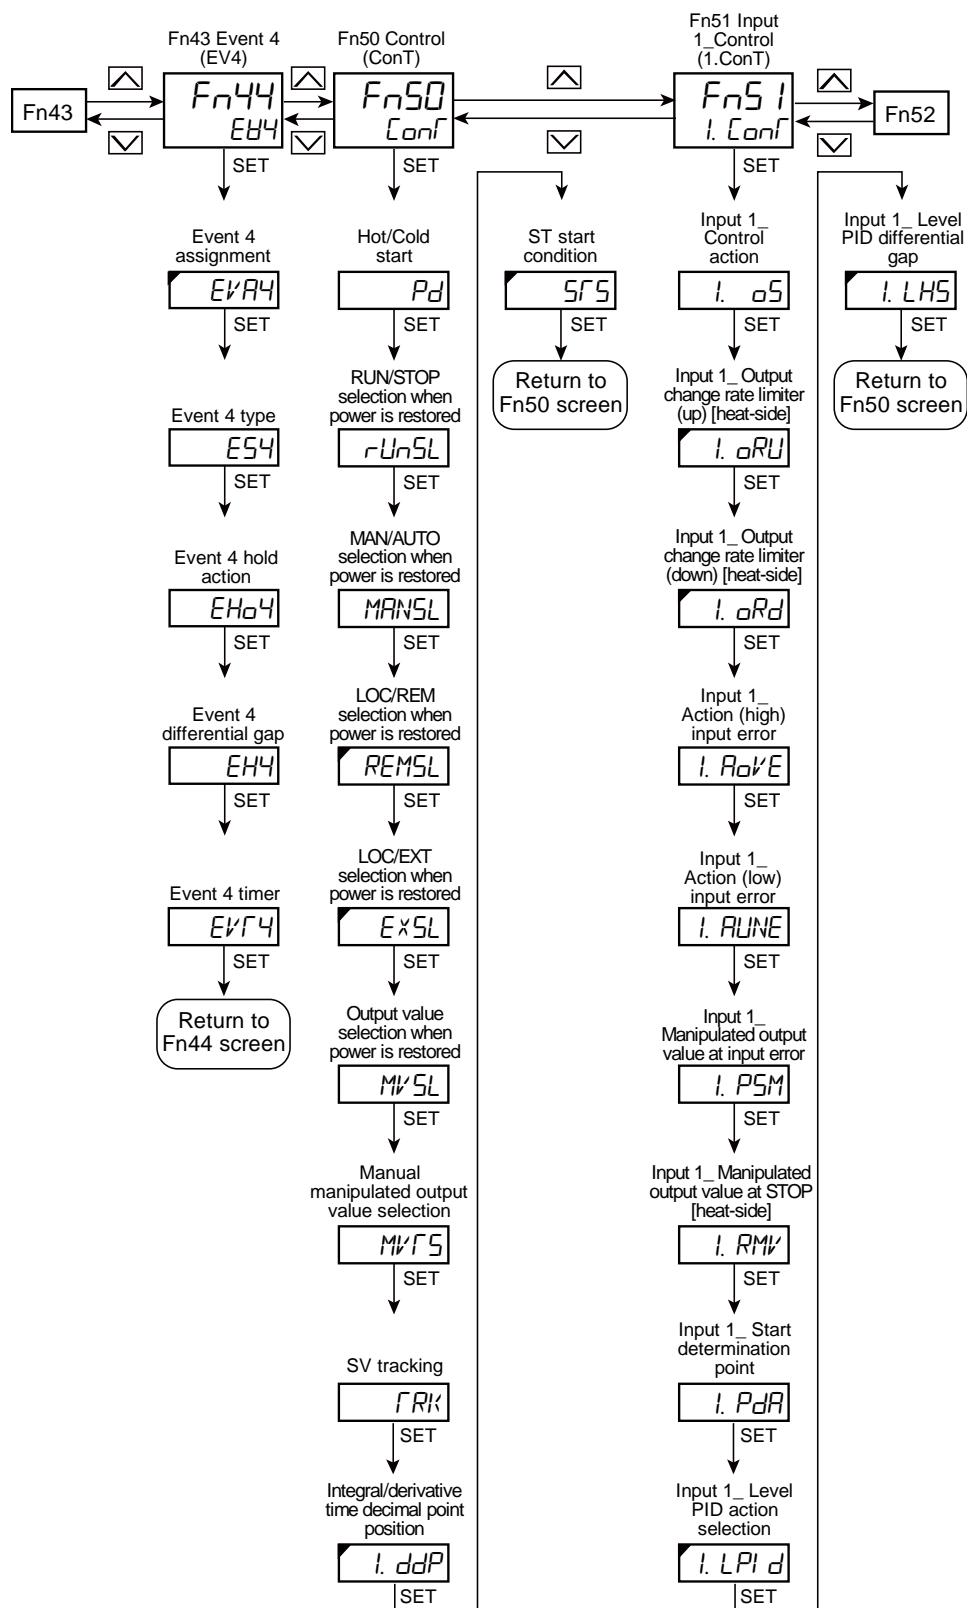 Fn43
Fn43 Event 4
(EV4)
Fn44
EV4
SET
Event 4
assignment
EVA4
SET
Event 4 type
ES4
SET
Event 4 hold
action
EHo4
SET
Event 4
differential gap
EH4
SET
Event 4 timer
EVT4
SET
Return to
Fn44 screen
Fn50 Control
(ConT)
Fn50
ConT
SET
Hot/Cold
start
Pd
SET
RUN/STOP
selection when
power is restored
rUnSL
SET
MAN/AUTO
selection when
power is restored
MANSL
SET
LOC/REM
selection when
power is restored
REMSL
SET
LOC/EXT
selection when
power is restored
EXSL
SET
Output value
selection when
power is restored
MVSL
SET
Manual
manipulated output
value selection
MVTS
SET
SV tracking
TRK
SET
Integral/derivative
time decimal point
position
1. ddP
SET
ST start
condition
STS
SET
Return to
Fn50 screen
Fn51 Input
1_Control
(1.ConT)
Fn51
1. ConT
SET
Input 1_
Control
action
1. oS
SET
Input 1_ Output
change rate limiter
(up) [heat-side]
1. oRU
SET
Input 1_ Output
change rate limiter
(down) [heat-side]
1. oRd
SET
Input 1_
Action (high)
input error
1. AoVE
SET
Input 1_
Action (low)
input error
1. AUNE
SET
Input 1_
Manipulated output
value at input error
1. PSM
SET
Input 1_ Manipulated
output value at STOP
[heat-side]
1. RMV
SET
Input 1_ Start
determination
point
1. PdA
SET
Input 1_ Level
PID action
selection
1. LPId
SET
Input 1_ Level
PID differential
gap
1. LHS
SET
Return to
Fn50 screen
Fn52